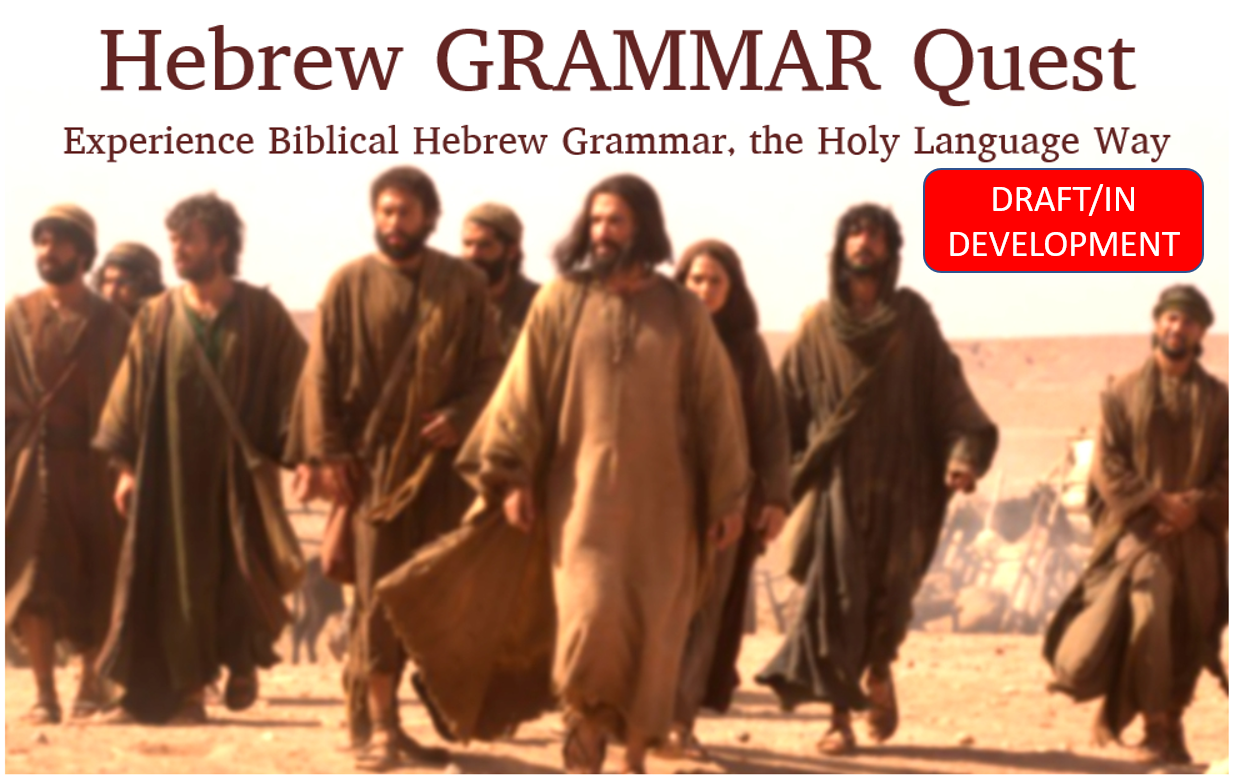 Hebrew GRAMMAR Quest
Experience Biblical Hebrew Grammar, the Holy Language Way
DRAFT/IN
DEVELOPMENT